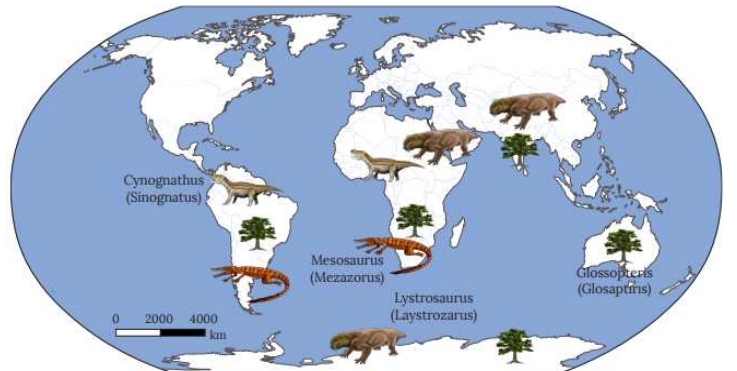 Cynognathus
(Sinognatus)
Mesosaurus
(Mezazorus)
Glossopteris
(Glosaptiris)
Lystrosaurus
(Laystrozarus)
0 2000 4000
km